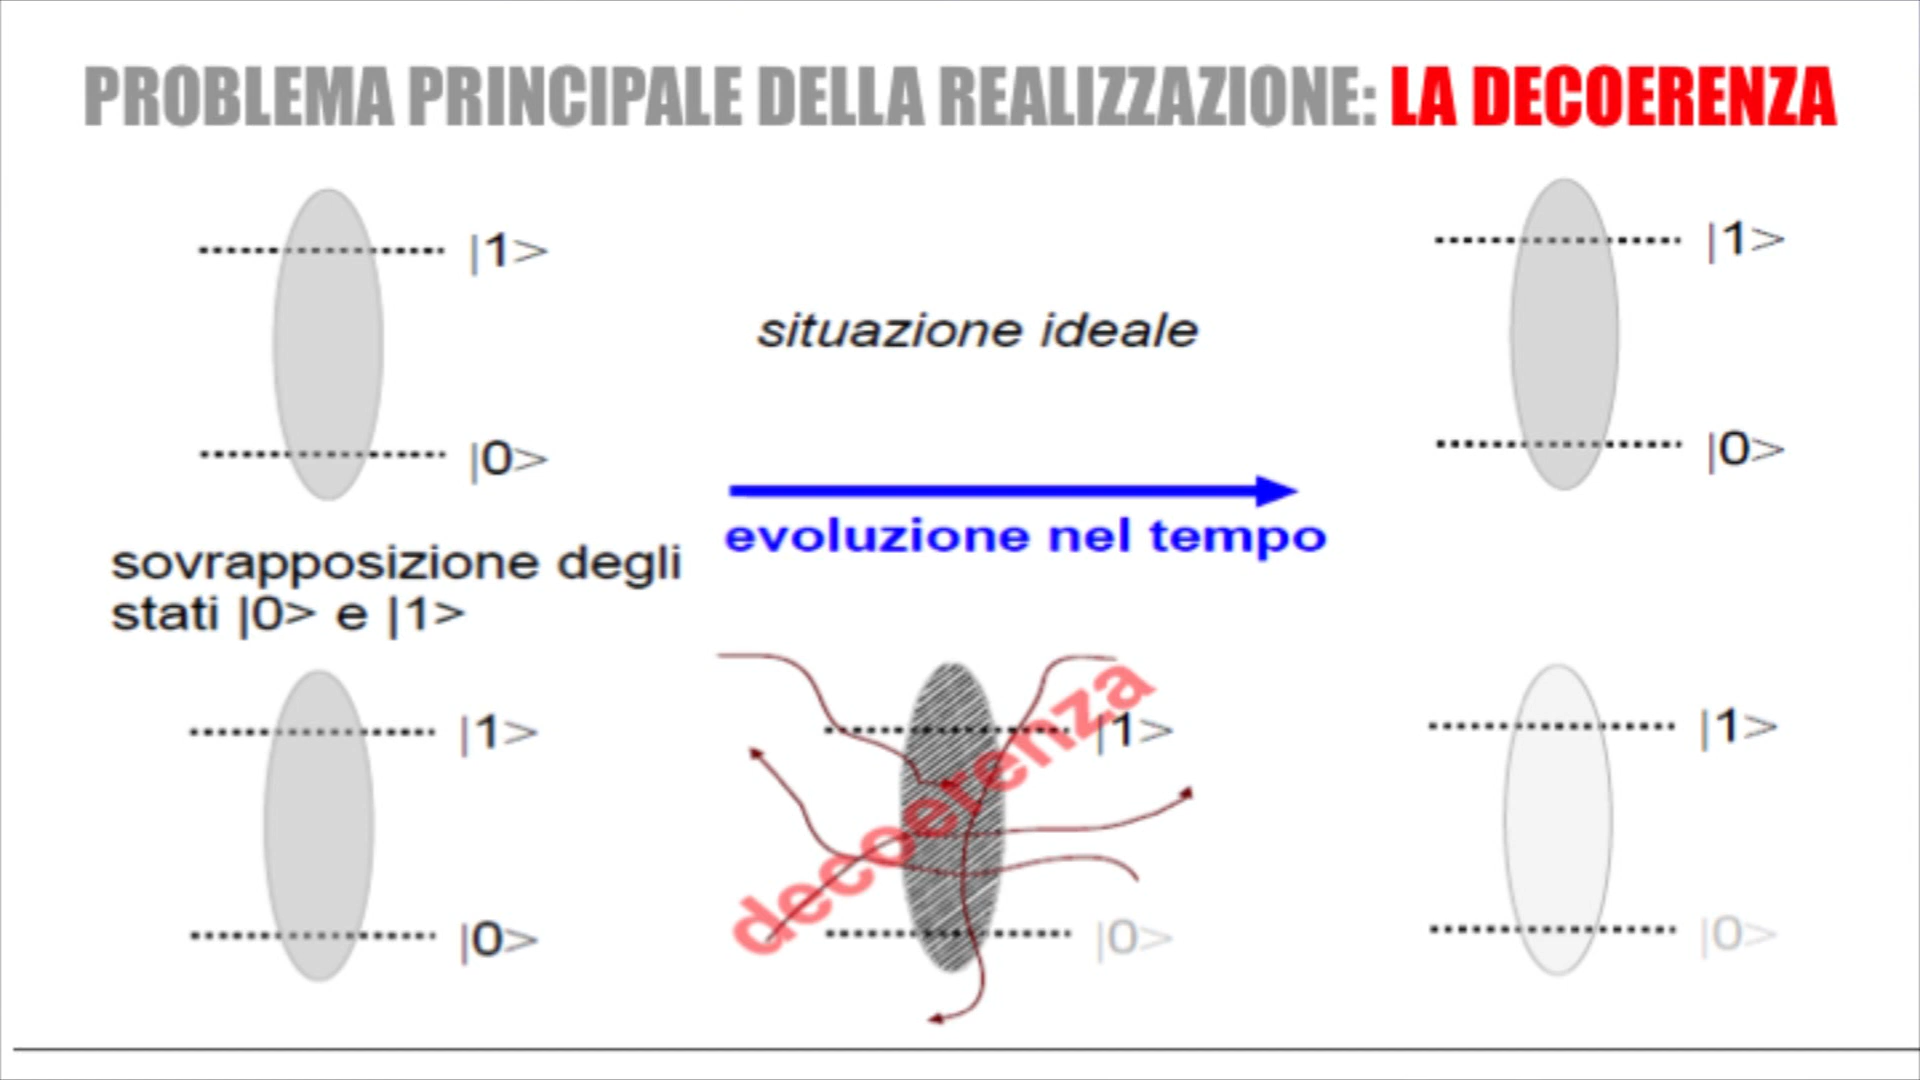 PROBLEMA PRINCIPALE DELLA REALIZZAZIONE: LA DECOERENZA
|1>
|1>
situazione ideale
|0>
|0>
evoluzione nel tempo
sovrapposizione degli
stati |0> e |1>
|1>
|1>
|1>
decoerenza
|0>
|0>
|0>